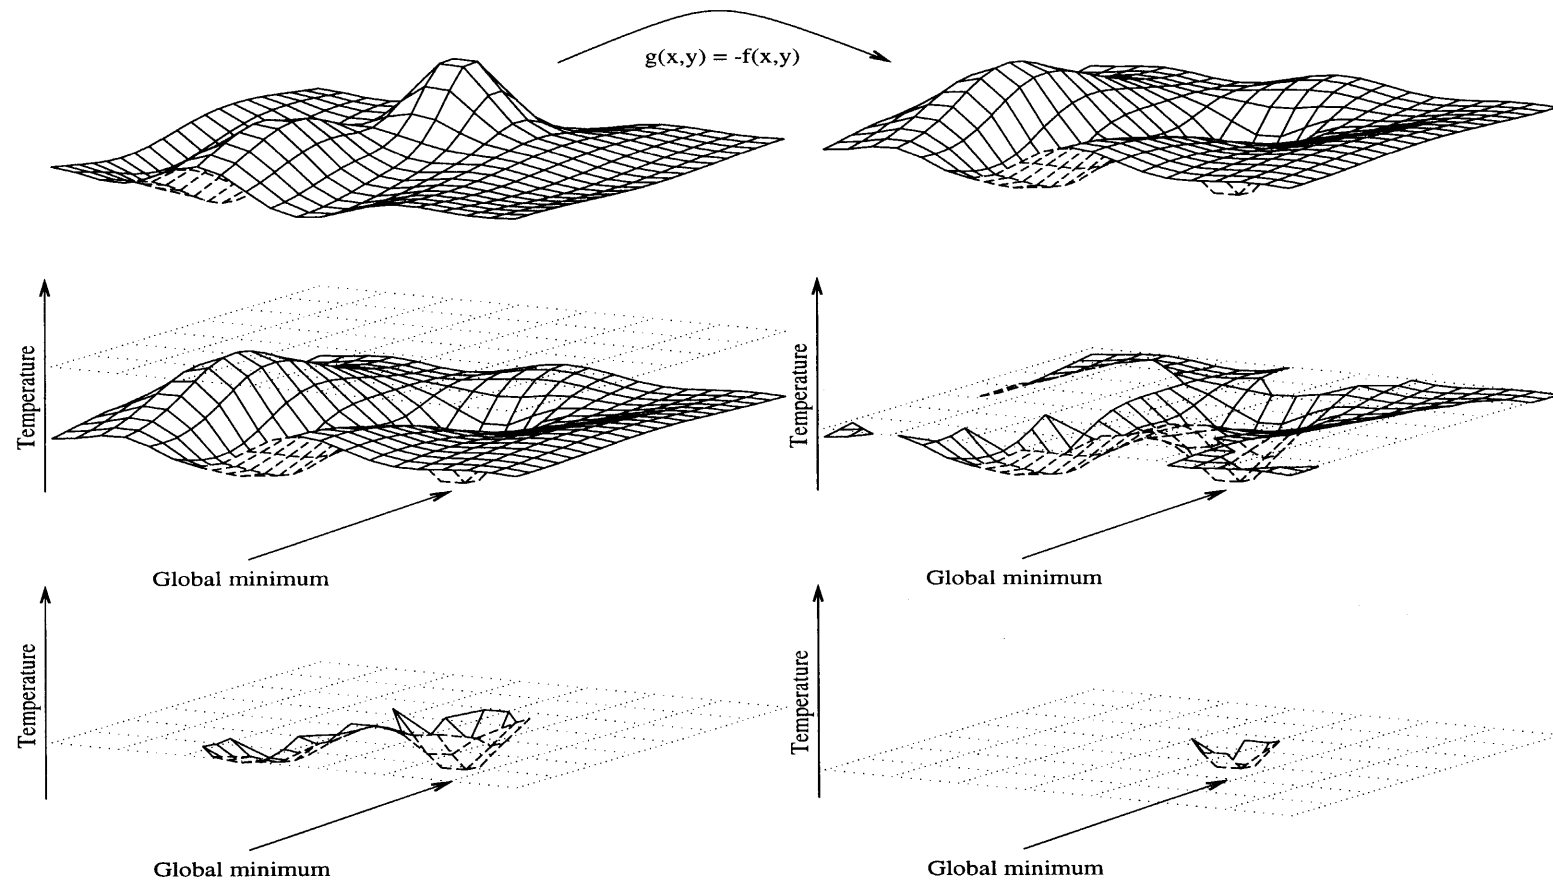 g(x,y) = -f(x,y)
Temperature
Temperature
Global minimum
Global minimum
Temperature
Temperature
Global minimum
Global minimum